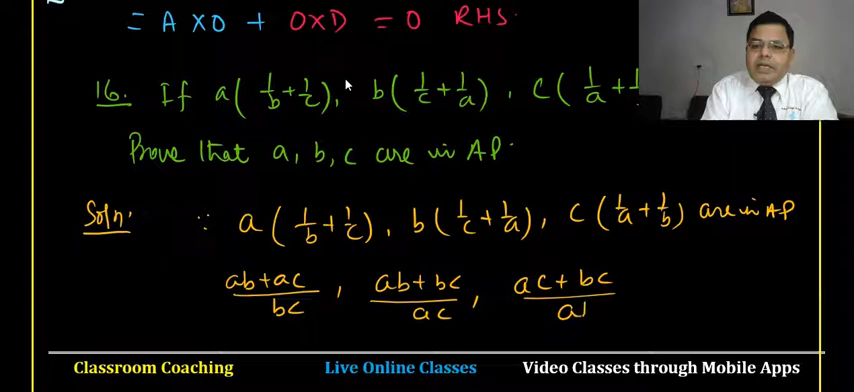 = A × 0 + 0 × D = 0 RHS.
16. If a(1/b + 1/c), b(1/c + 1/a), c(1/a + 1/
Prove that a, b, c are in AP.
Soln. ∵ a(1/b + 1/c), b(1/c + 1/a), c(1/a + 1/b) are in AP
(ab + ac)/bc, (ab + bc)/ac, (ac + bc)/al
Classroom Coaching Live Online Classes Video Classes through Mobile Apps